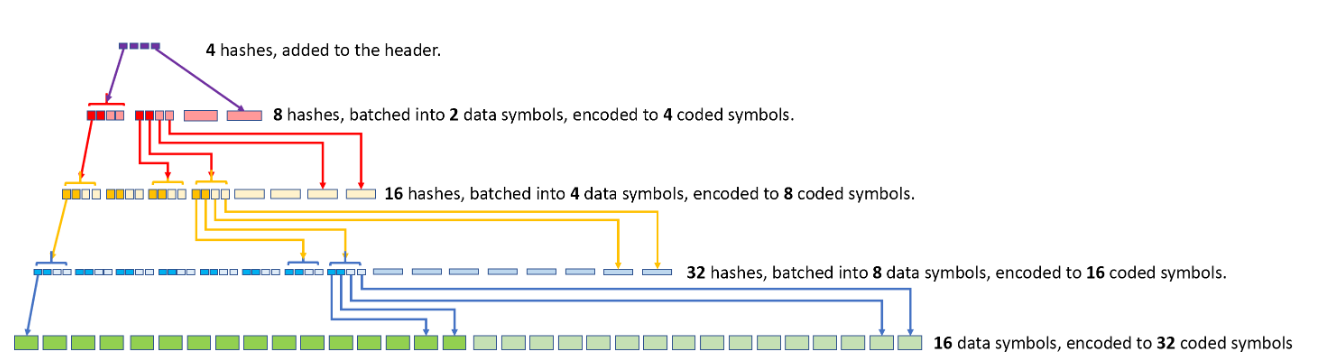 4 hashes, added to the header.
8 hashes, batched into 2 data symbols, encoded to 4 coded symbols.
16 hashes, batched into 4 data symbols, encoded to 8 coded symbols.
32 hashes, batched into 8 data symbols, encoded to 16 coded symbols.
16 data symbols, encoded to 32 coded symbols